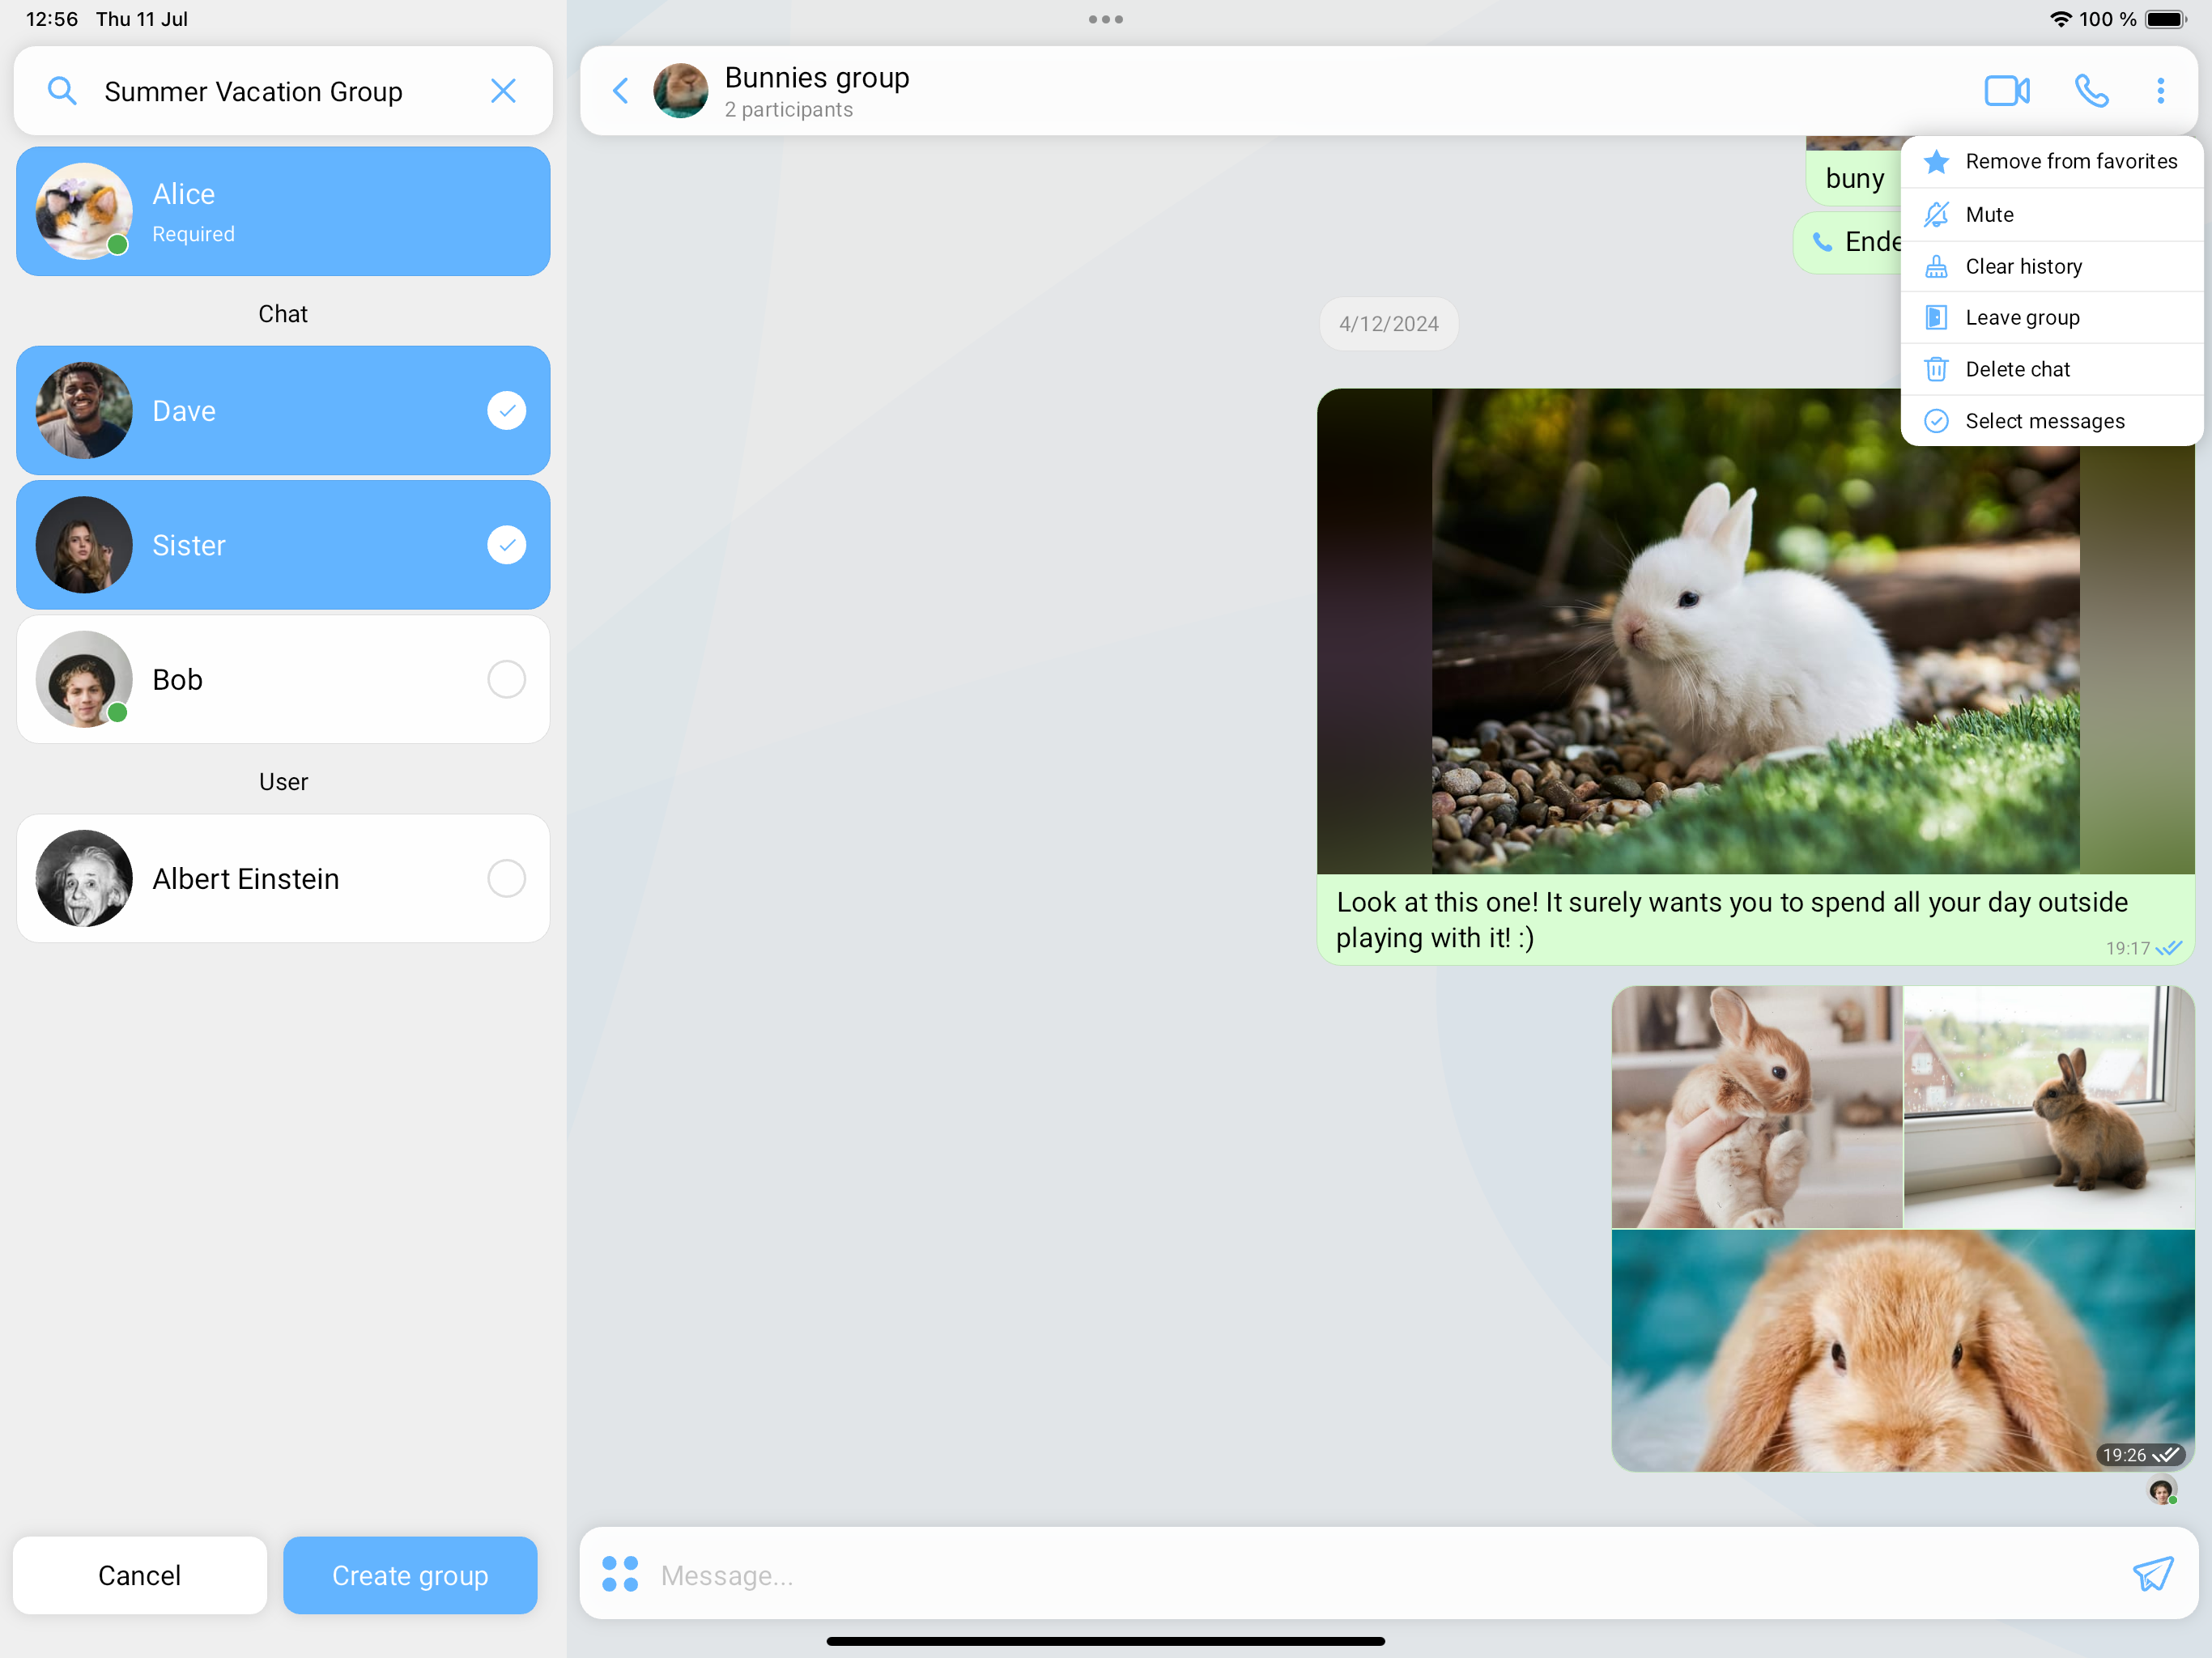 12:56 Thu 11 Jul
100 %
Summer Vacation Group
Alice
Required
Chat
Dave
Sister
Bob
User
Albert Einstein
Cancel
Create group
Bunnies group
2 participants
Remove from favorites
Mute
Clear history
Leave group
Delete chat
Select messages
buny
Ende
4/12/2024
Look at this one! It surely wants you to spend all your day outside
playing with it! :)
19:17
19:26
Message...